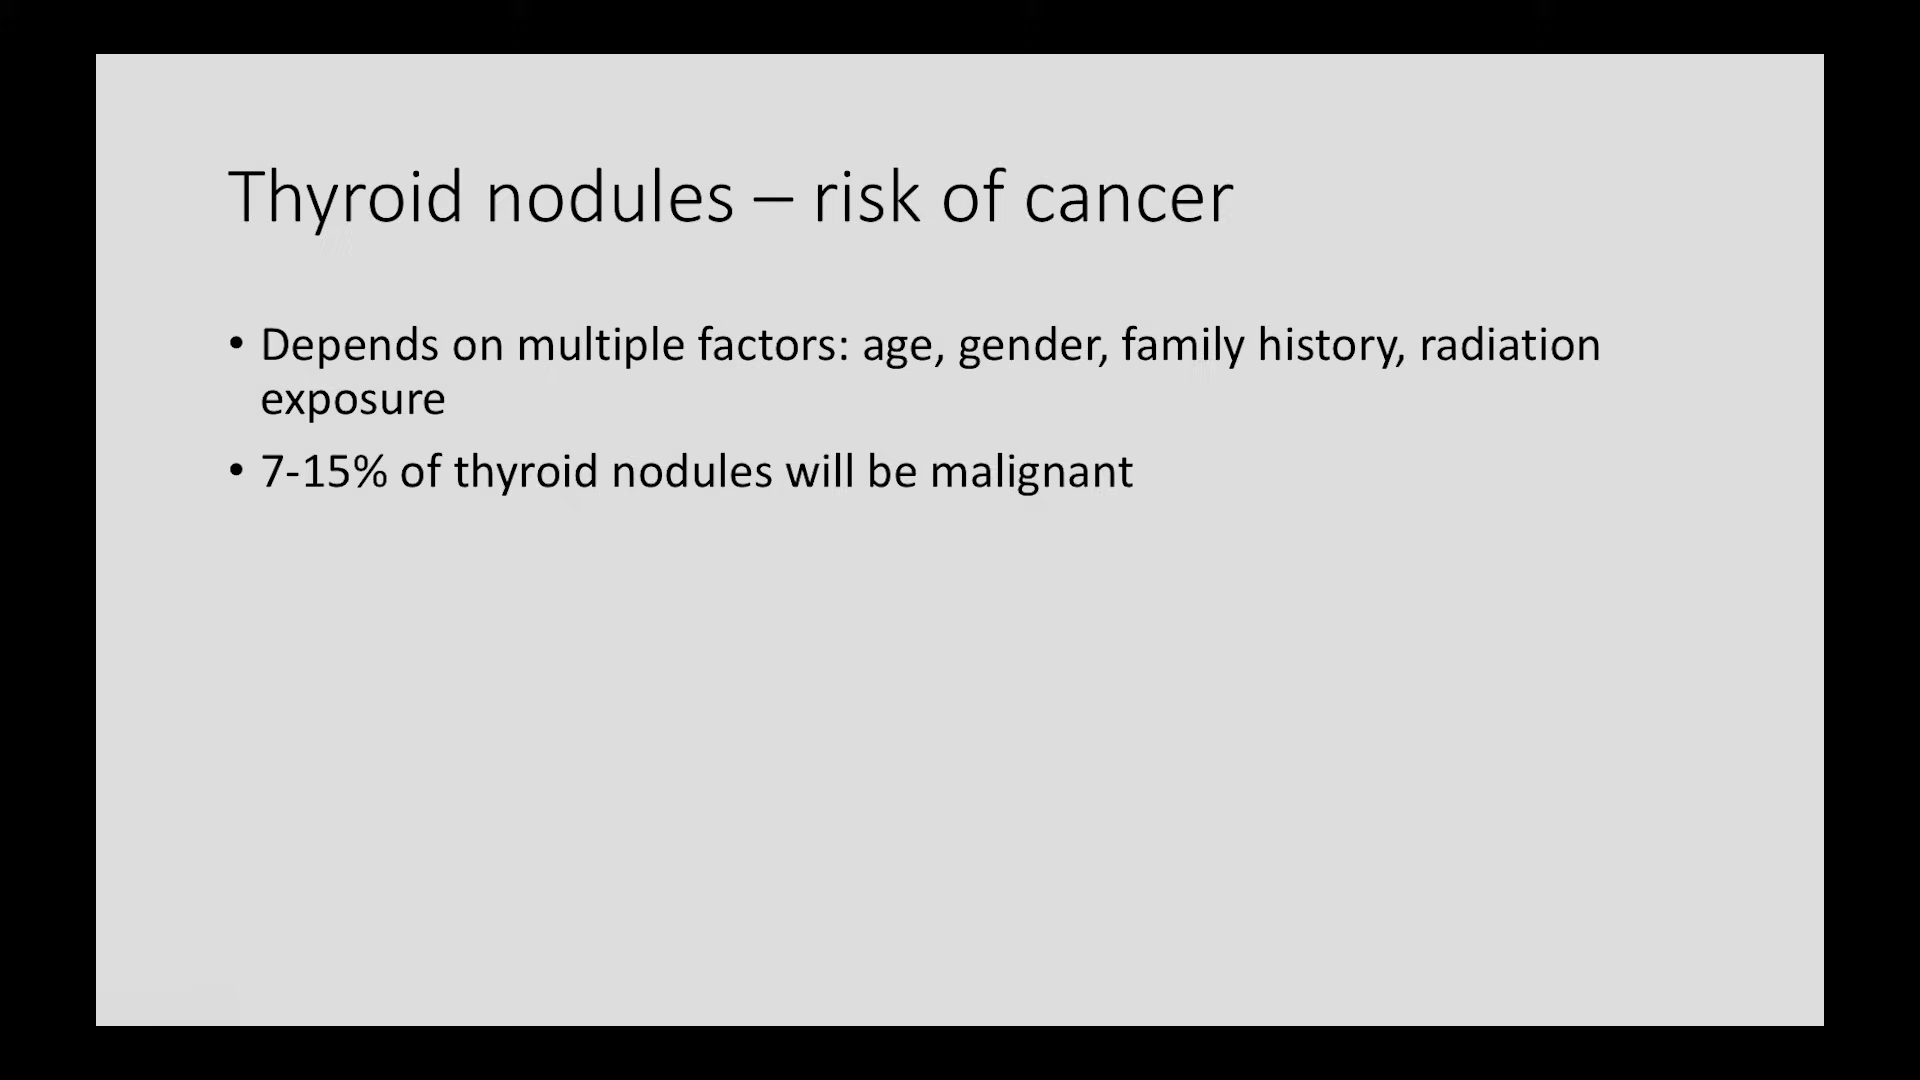 Thyroid nodules – risk of cancer
• Depends on multiple factors: age, gender, family history, radiation
exposure
• 7-15% of thyroid nodules will be malignant